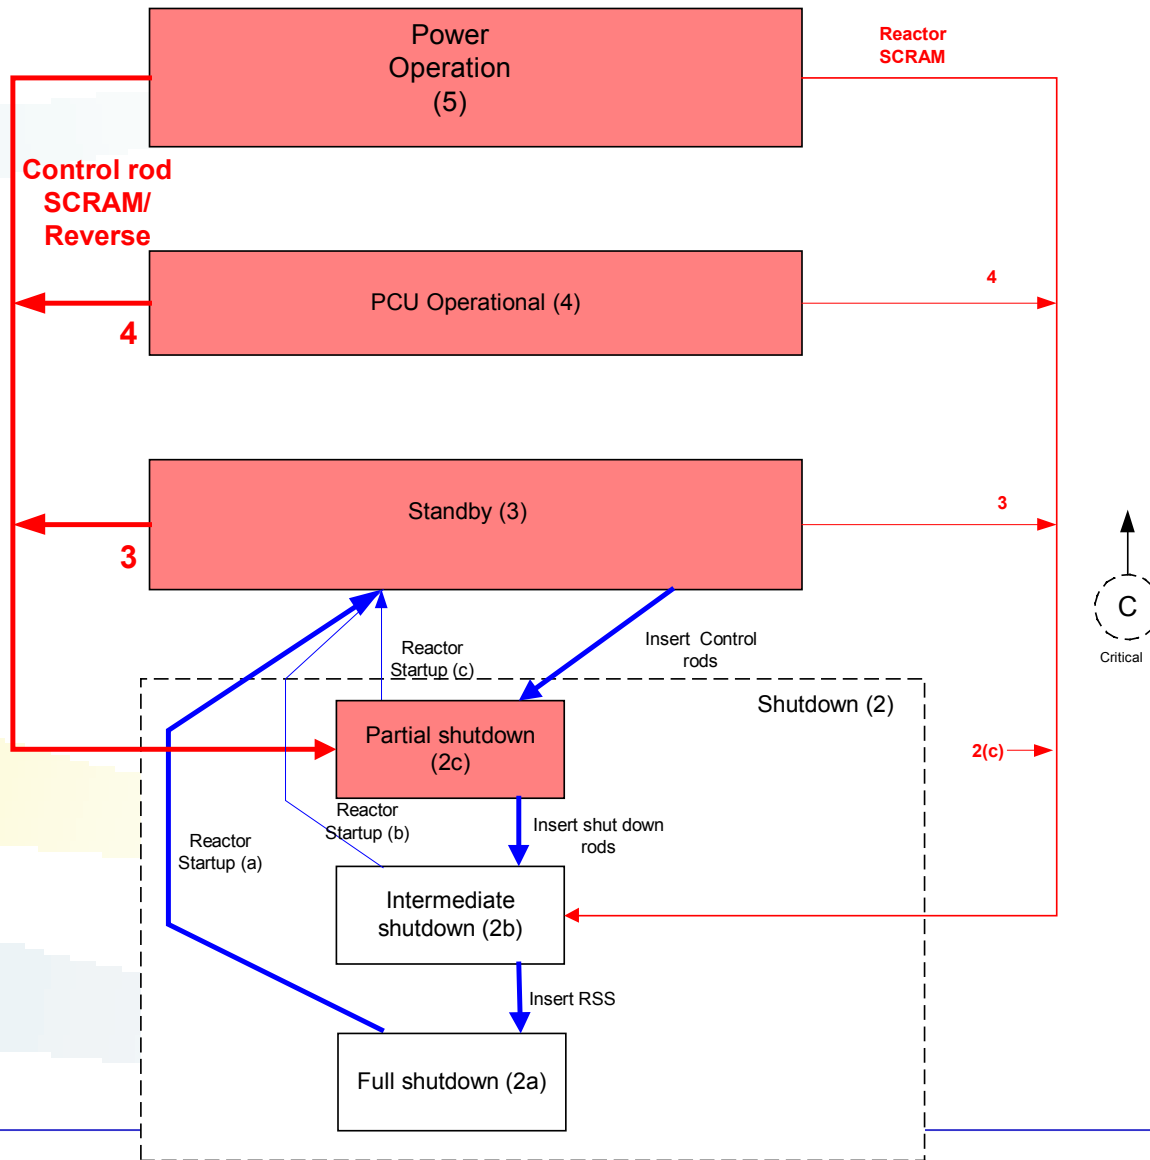 Power
Operation
(5)
Reactor
SCRAM
Control rod
SCRAM/
Reverse
PCU Operational (4)
4
4
Standby (3)
3
3
C
Critical
Insert Control
rods
Reactor
Startup (c)
Shutdown (2)
Partial shutdown
(2c)
2(c)
Reactor
Startup (b)
Insert shut down
rods
Reactor
Startup (a)
Intermediate
shutdown (2b)
Insert RSS
Full shutdown (2a)